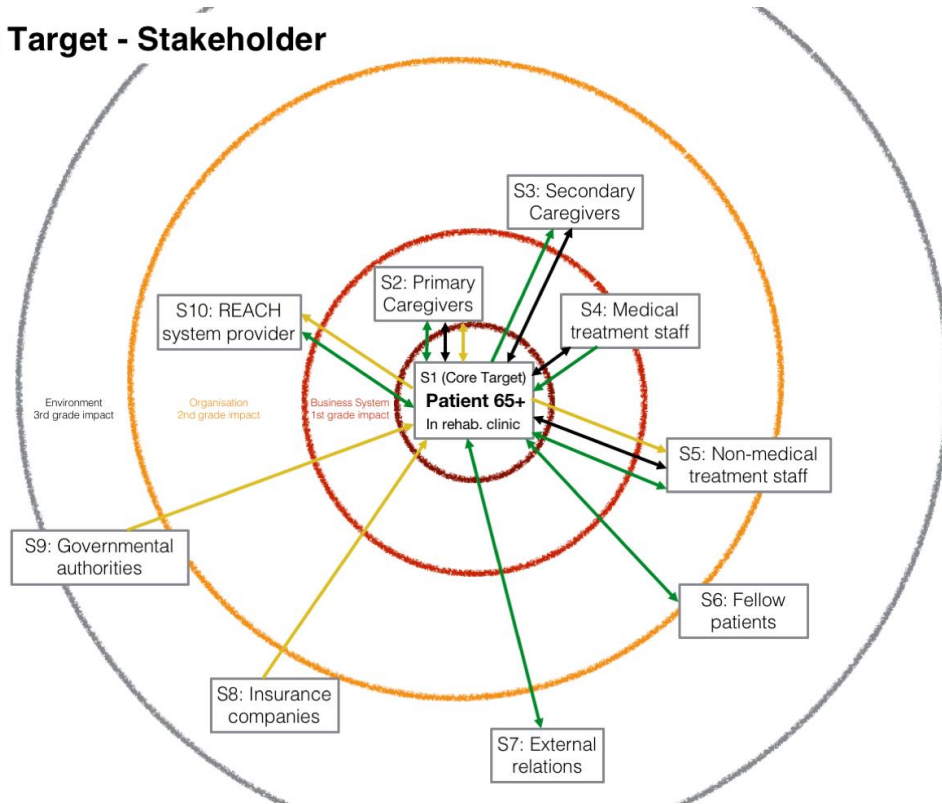 Target - Stakeholder
S3: Secondary
Caregivers
S2: Primary
Caregivers
S10: REACH
system provider
S4: Medical
treatment staff
S1 (Core Target)
Patient 65+
In rehab. clinic
Environment
3rd grade impact
Organisation
2nd grade impact
Business System
1st grade impact
S5: Non-medical
treatment staff
S9: Governmental
authorities
S6: Fellow
patients
S8: Insurance
companies
S7: External
relations